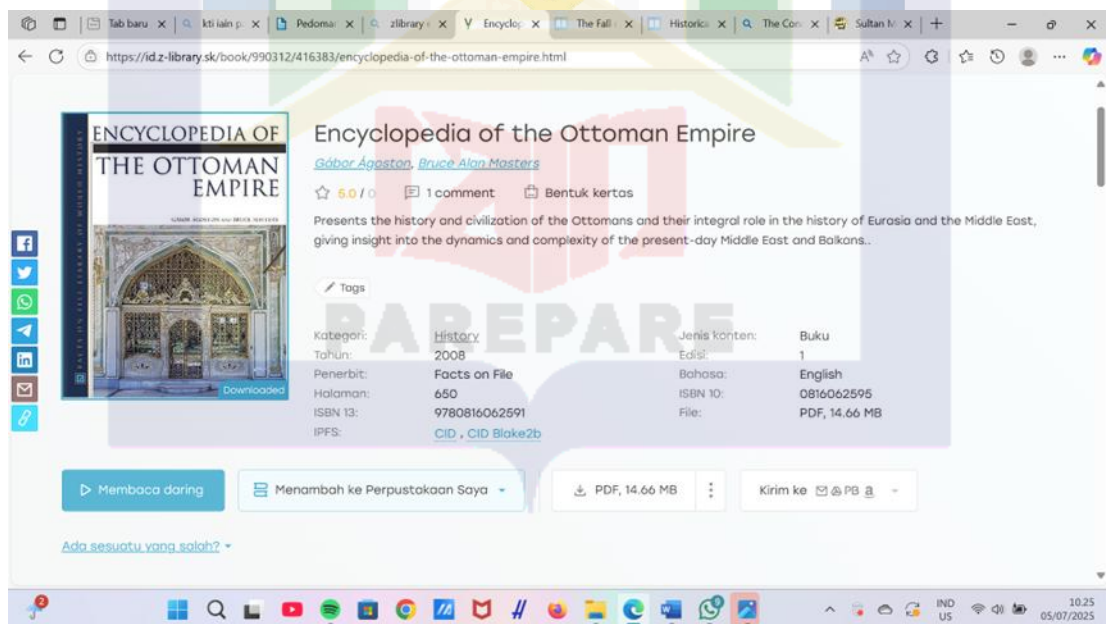 Tab baru
kti iain p
Pedoma
zlibrary
Encyclop
The Fall
Historica
The Con
Sultan M
https://id.z-library.sk/book/990312/416383/encyclopedia-of-the-ottoman-empire.html
ENCYCLOPEDIA OF
THE OTTOMAN
EMPIRE
Downloaded
Encyclopedia of the Ottoman Empire
Gábor Ágoston, Bruce Alan Masters
5.0 / 0 1 comment Bentuk kertas
Presents the history and civilization of the Ottomans and their integral role in the history of Eurasia and the Middle East,
giving insight into the dynamics and complexity of the present-day Middle East and Balkans..
Tags
PAREPARE
Kategori: History Jenis konten: Buku
Tahun: 2008 Edisi: 1
Penerbit: Facts on File Bahasa: English
Halaman: 650 ISBN 10: 0816062595
ISBN 13: 9780816062591 File: PDF, 14.66 MB
IPFS: CID , CID Blake2b
Membaca daring Menambah ke Perpustakaan Saya PDF, 14.66 MB Kirim ke PB a
Ada sesuatu yang salah?
2
IND 10.25
US 05/07/2025